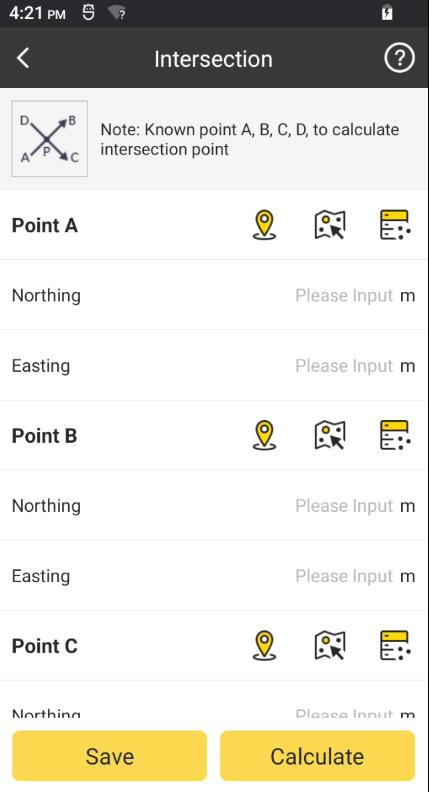 4:21 PM
Intersection
D B
A P C
Note: Known point A, B, C, D, to calculate
intersection point
Point A
Northing Please Input m
Easting Please Input m
Point B
Northing Please Input m
Easting Please Input m
Point C
Northing Please Input m
Save Calculate